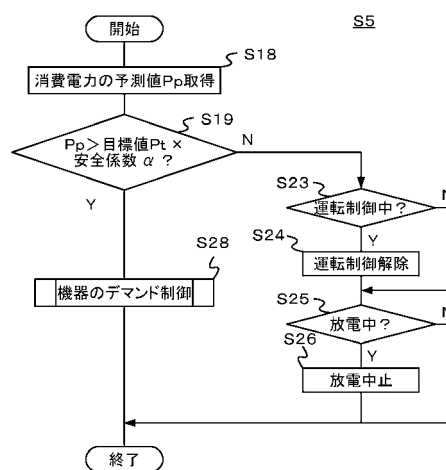 開始
S5
S18
消費電力の予測値Pp取得
S19
Pp＞目標値Pt×
安全係数 α ？
N
Y
S23
運転制御中？
N
Y
S24
運転制御解除
S28
機器のデマンド制御
S25
放電中？
N
Y
S26
放電中止
終了